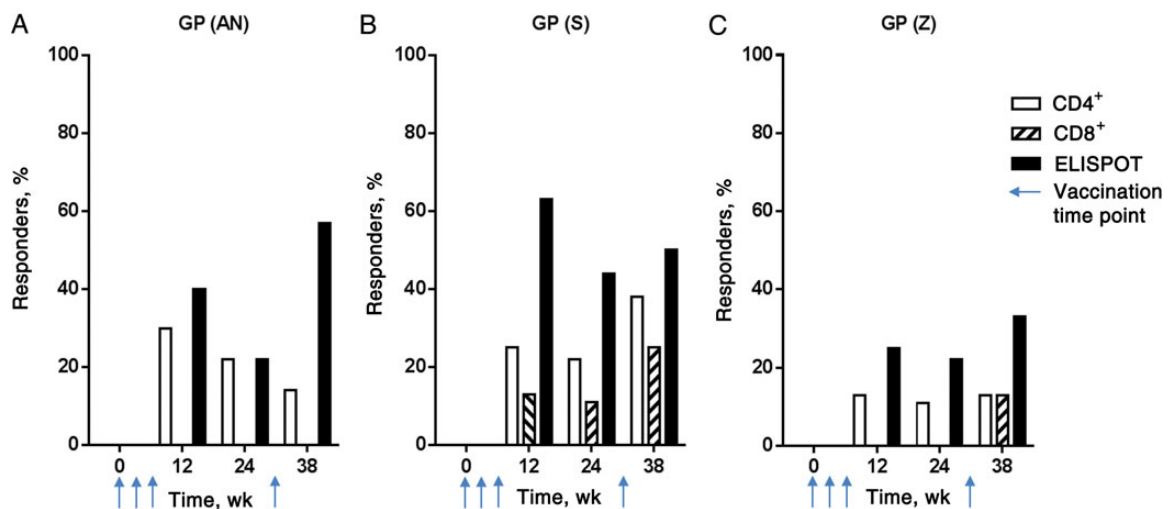 A
GP (AN)
100
80
60
40
20
0
Responders, %
0 12 24 38
Time, wk
B
GP (S)
100
80
60
40
20
0
Responders, %
0 12 24 38
Time, wk
C
GP (Z)
100
80
60
40
20
0
Responders, %
0 12 24 38
Time, wk
CD4+
CD8+
ELISPOT
Vaccination
time point